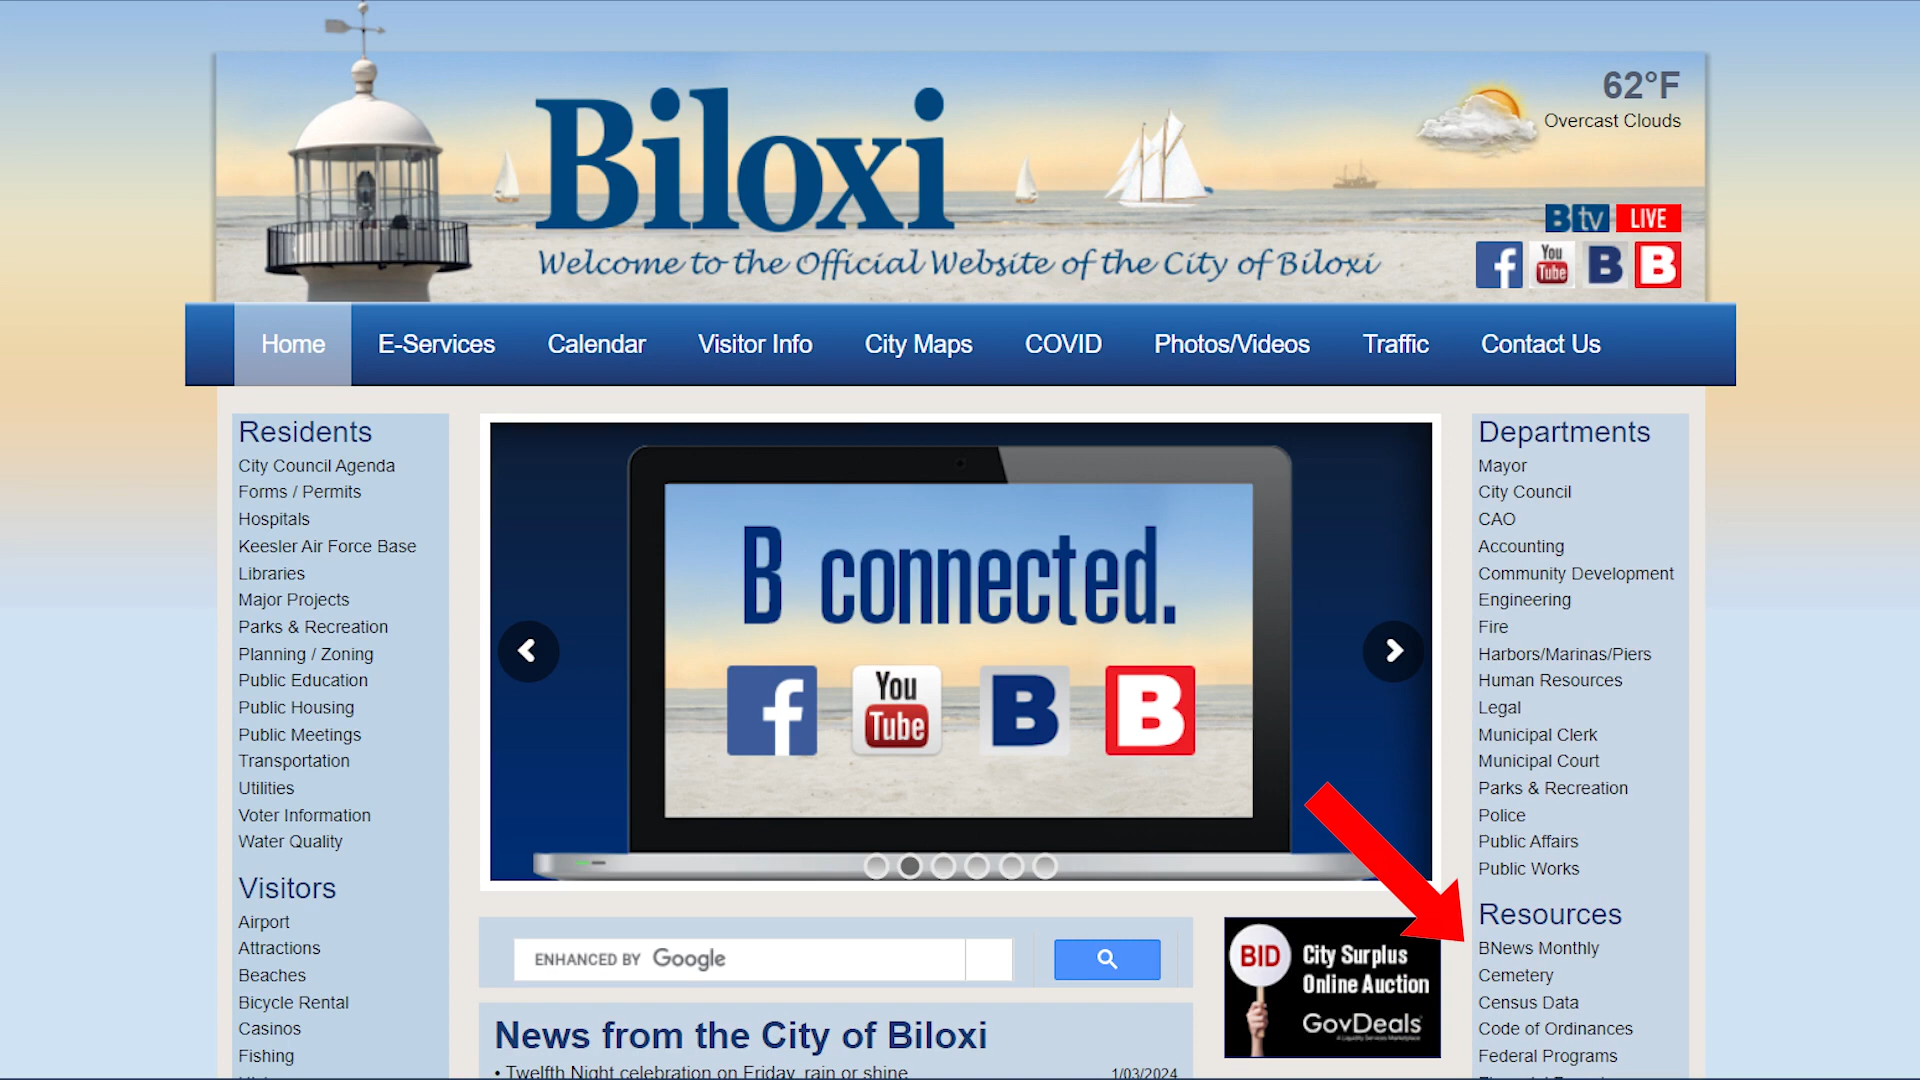 Biloxi
Welcome to the Official Website of the City of Biloxi
62°F
Overcast Clouds
B tv LIVE
f You Tube B B
Home E-Services Calendar Visitor Info City Maps COVID Photos/Videos Traffic Contact Us
Residents
City Council Agenda
Forms / Permits
Hospitals
Keesler Air Force Base
Libraries
Major Projects
Parks & Recreation
Planning / Zoning
Public Education
Public Housing
Public Meetings
Transportation
Utilities
Voter Information
Water Quality
Visitors
Airport
Attractions
Beaches
Bicycle Rental
Casinos
Fishing
B connected.
f You Tube B B
ENHANCED BY Google
News from the City of Biloxi
• Twelfth Night celebration on Friday, rain or shine 1/03/2024
BID
City Surplus
Online Auction
GovDeals
A Liquidity Services Marketplace
Departments
Mayor
City Council
CAO
Accounting
Community Development
Engineering
Fire
Harbors/Marinas/Piers
Human Resources
Legal
Municipal Clerk
Municipal Court
Parks & Recreation
Police
Public Affairs
Public Works
Resources
BNews Monthly
Cemetery
Census Data
Code of Ordinances
Federal Programs